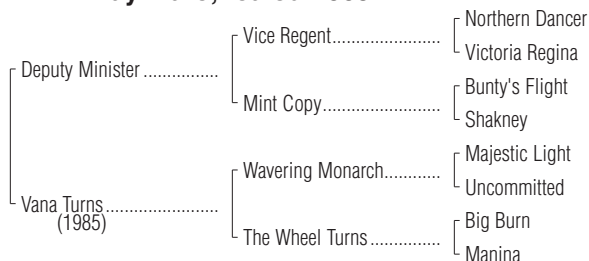 Northern Dancer
Vice Regent
Victoria Regina
Deputy Minister
Bunty's Flight
Mint Copy
Shakney
Majestic Light
Wavering Monarch
Uncommitted
Vana Turns
(1985)
Big Burn
The Wheel Turns
Manina